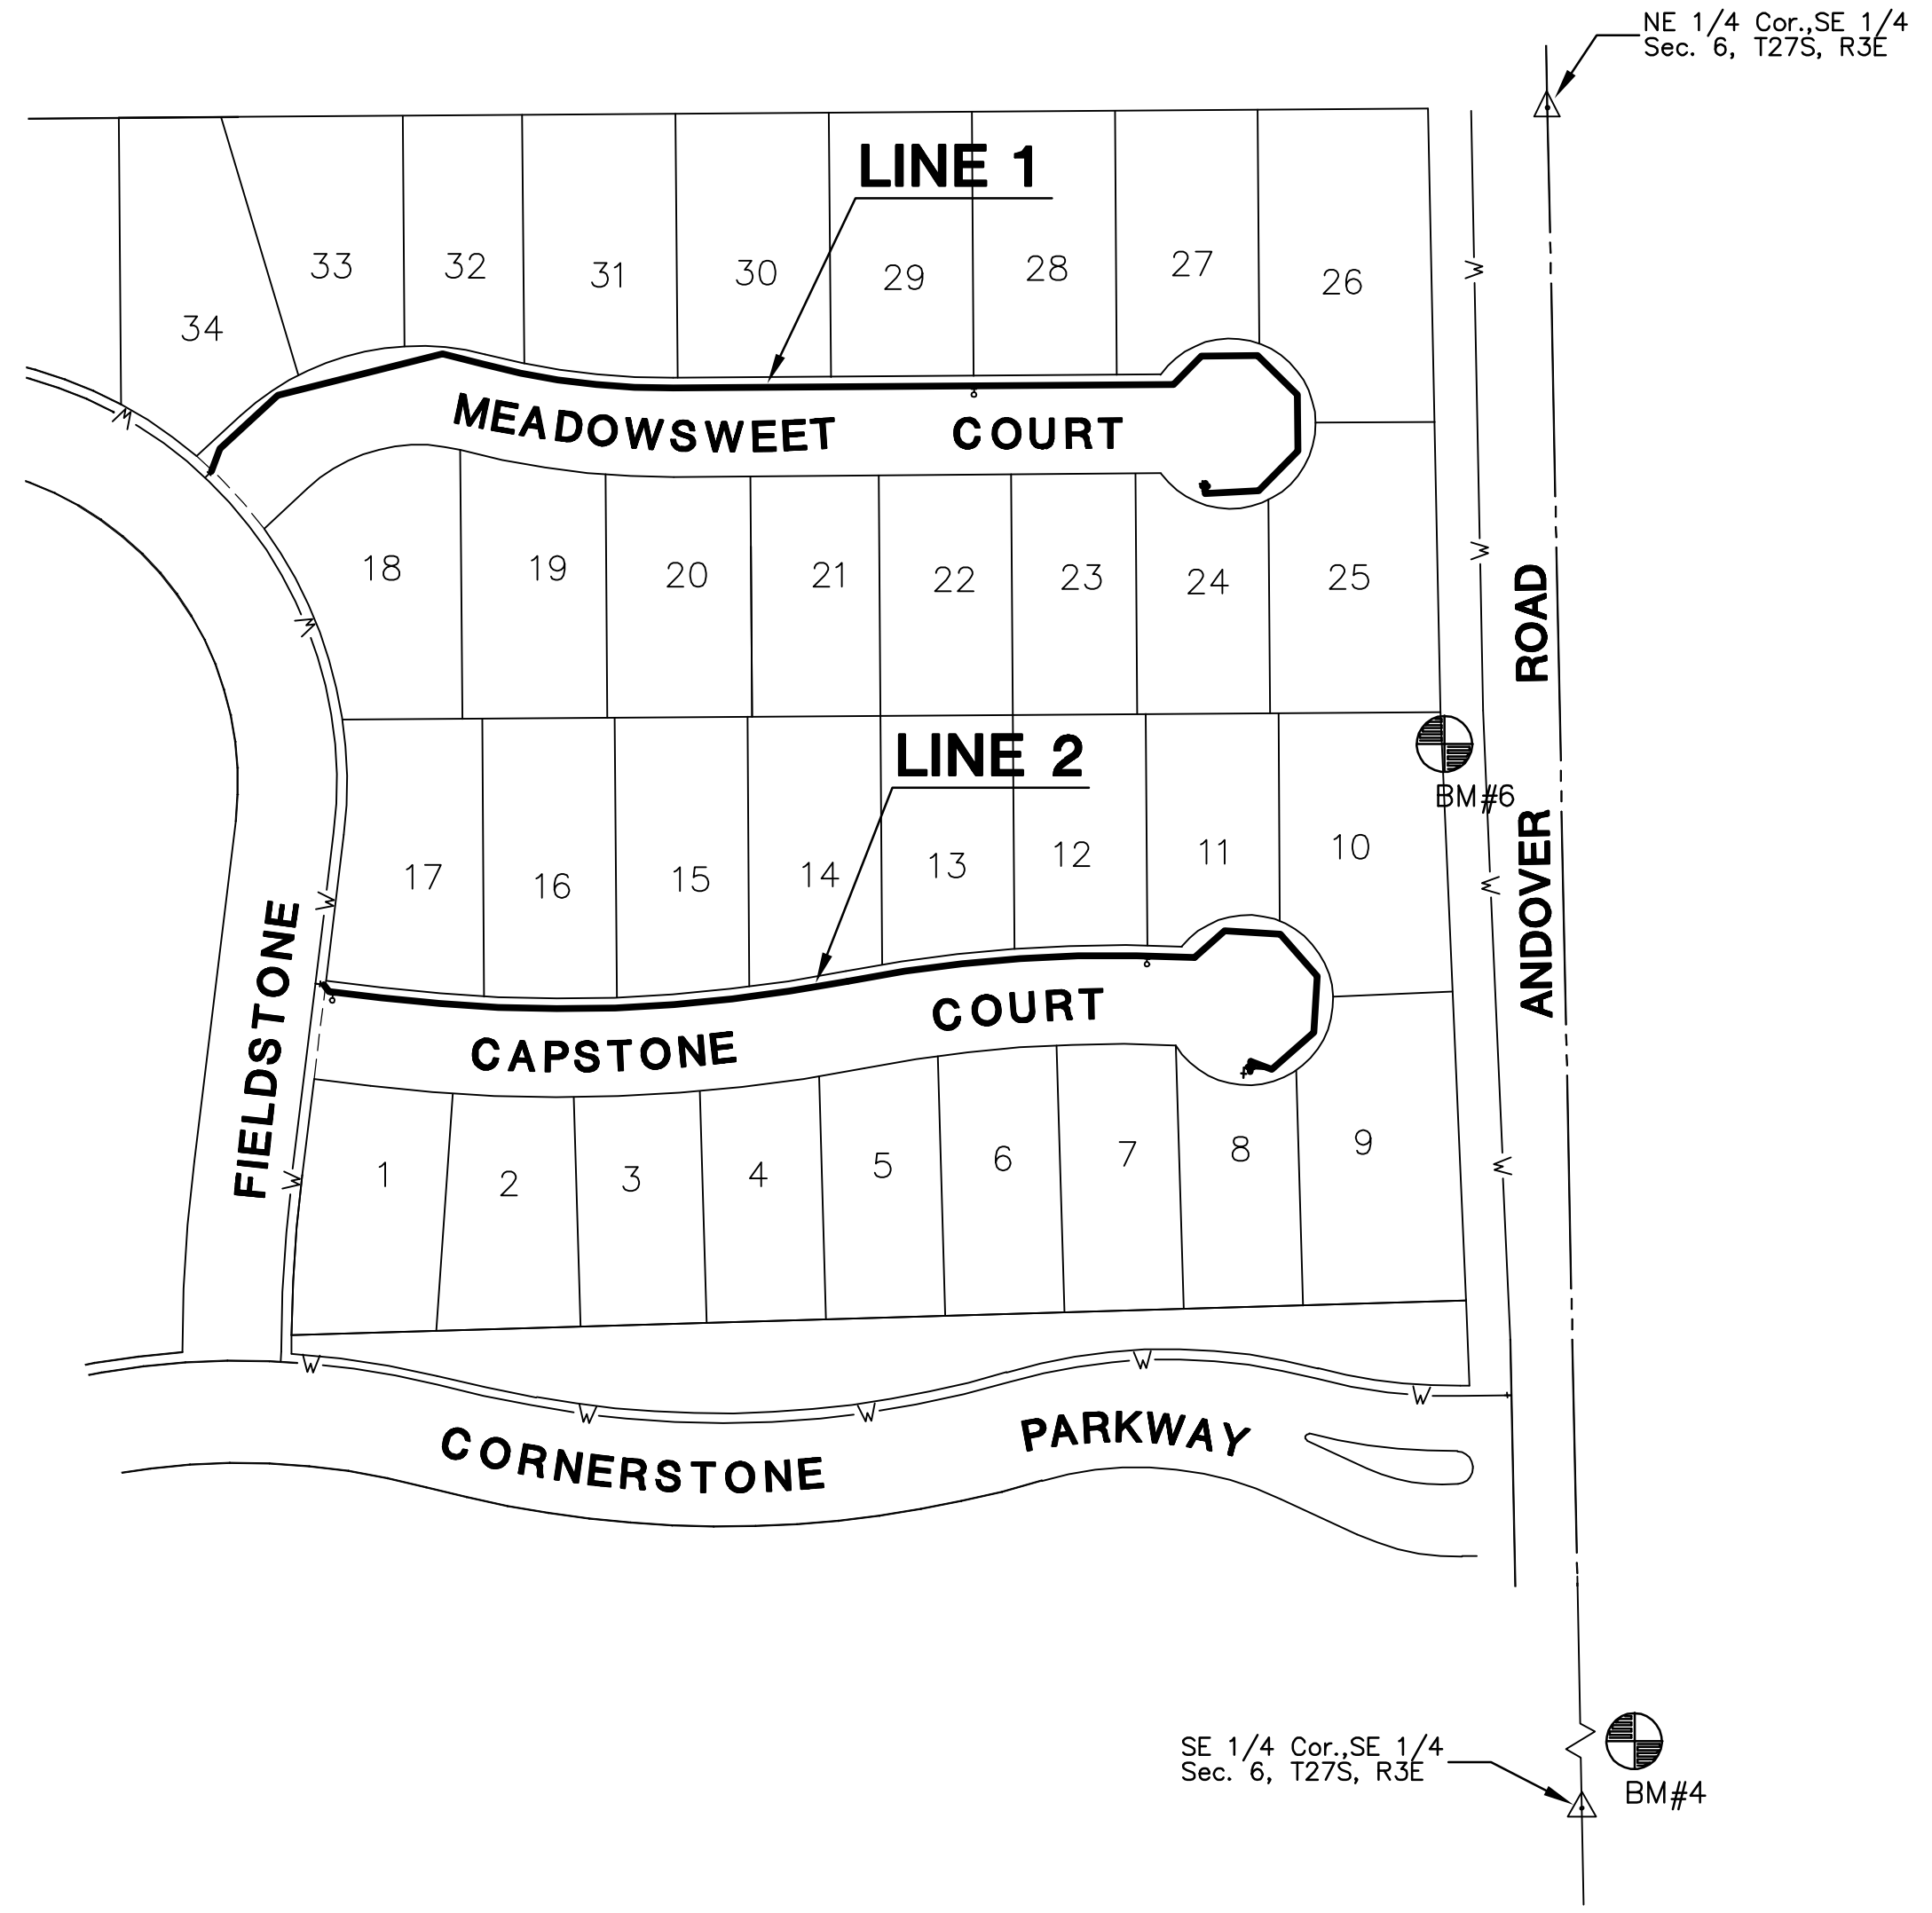 NE 1/4 Cor.,SE 1/4
Sec. 6, T27S, R3E
LINE 1
33
32
31
30
29
28
27
26
34
MEADOWSWEET COURT
18
19
20
21
22
23
24
25
ANDOVER ROAD
LINE 2
BM#6
17
16
15
14
13
12
11
10
FIELDSTONE
CAPSTONE COURT
1
2
3
4
5
6
7
8
9
W
W
W
W
W
W
W
W
W
W
W
W
W
CORNERSTONE PARKWAY
SE 1/4 Cor.,SE 1/4
Sec. 6, T27S, R3E
BM#4